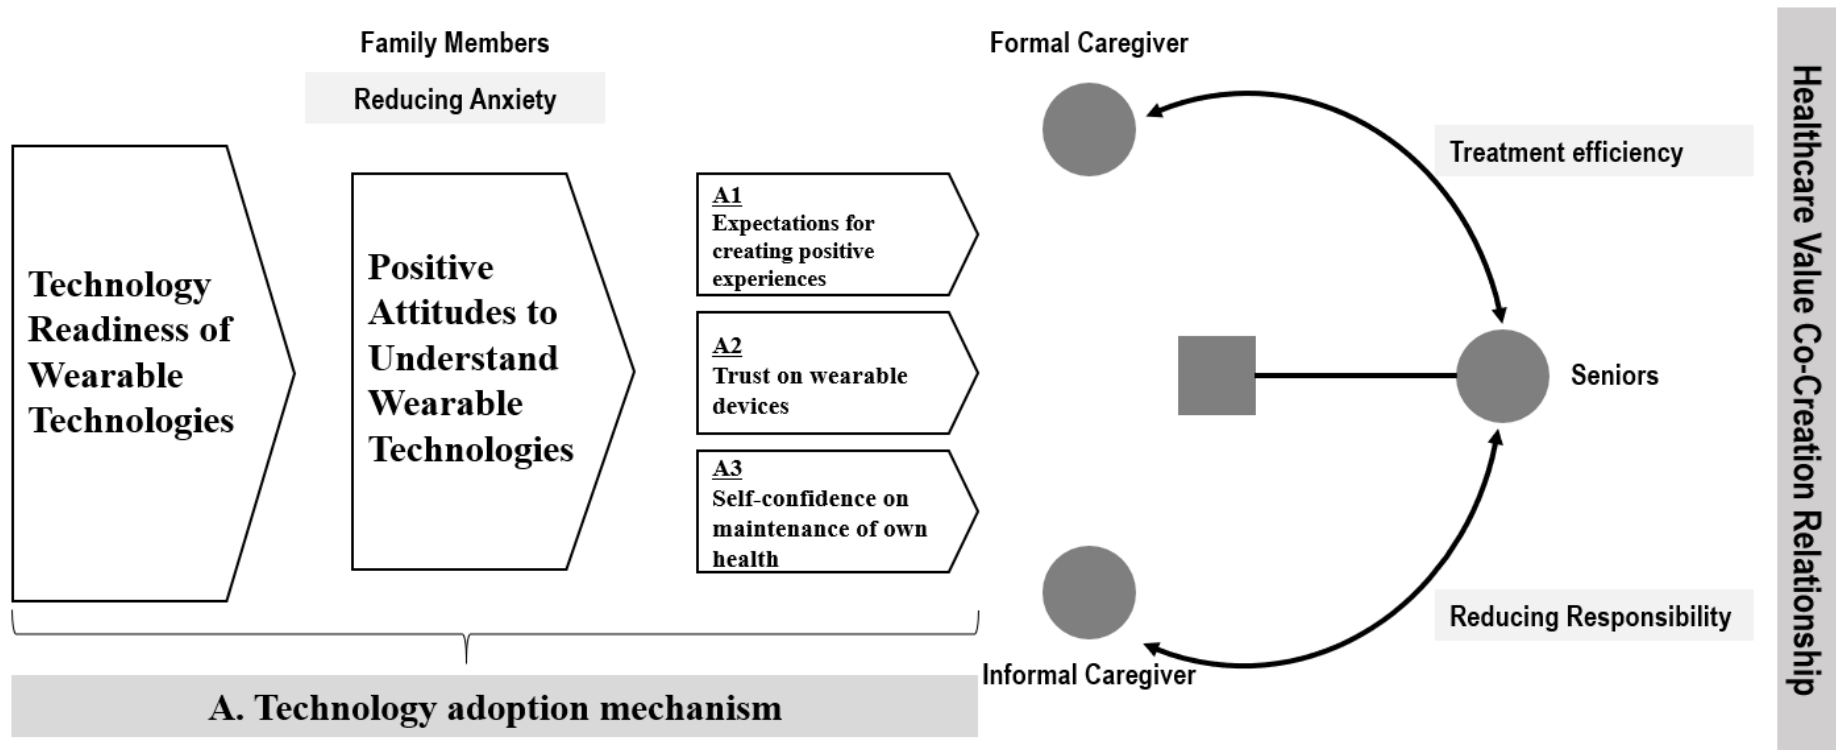 Family Members
Reducing Anxiety
Technology
Readiness of
Wearable
Technologies
Positive
Attitudes to
Understand
Wearable
Technologies
A1
Expectations for
creating positive
experiences
A2
Trust on wearable
devices
A3
Self-confidence on
maintenance of own
health
A. Technology adoption mechanism
Formal Caregiver
Treatment efficiency
Seniors
Reducing Responsibility
Informal Caregiver
Healthcare Value Co-Creation Relationship